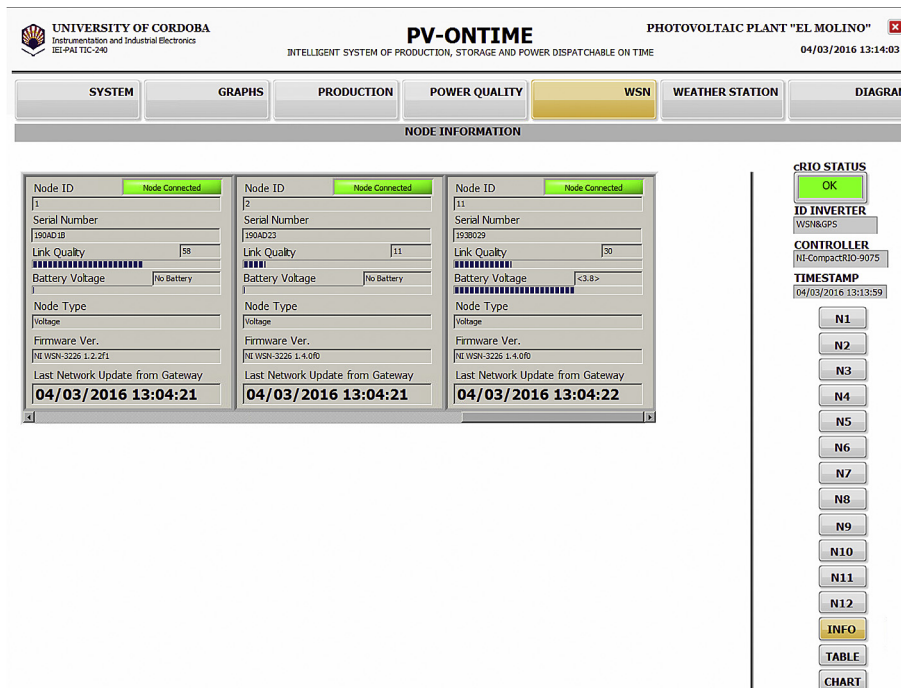 UNIVERSITY OF CORDOBA
Instrumentation and Industrial Electronics
IEI-PAI TIC-240
PV-ONTIME
INTELLIGENT SYSTEM OF PRODUCTION, STORAGE AND POWER DISPATCHABLE ON TIME
PHOTOVOLTAIC PLANT "EL MOLINO"
04/03/2016 13:14:03
SYSTEM GRAPHS PRODUCTION POWER QUALITY WSN WEATHER STATION DIAGRA
NODE INFORMATION
Node ID Node Connected
1
Serial Number
190AD1B
Link Quality 58
Battery Voltage No Battery
Node Type
Voltage
Firmware Ver.
NI WSN-3226 1.2.2f1
Last Network Update from Gateway
04/03/2016 13:04:21
Node ID Node Connected
2
Serial Number
190AD23
Link Quality 11
Battery Voltage No Battery
Node Type
Voltage
Firmware Ver.
NI WSN-3226 1.4.0f0
Last Network Update from Gateway
04/03/2016 13:04:21
Node ID Node Connected
11
Serial Number
193B029
Link Quality 30
Battery Voltage <3.8>
Node Type
Voltage
Firmware Ver.
NI WSN-3226 1.4.0f0
Last Network Update from Gateway
04/03/2016 13:04:22
cRIO STATUS
OK
ID INVERTER
WSN&GPS
CONTROLLER
NI-CompactRIO-9075
TIMESTAMP
04/03/2016 13:13:59
N1
N2
N3
N4
N5
N6
N7
N8
N9
N10
N11
N12
INFO
TABLE
CHART